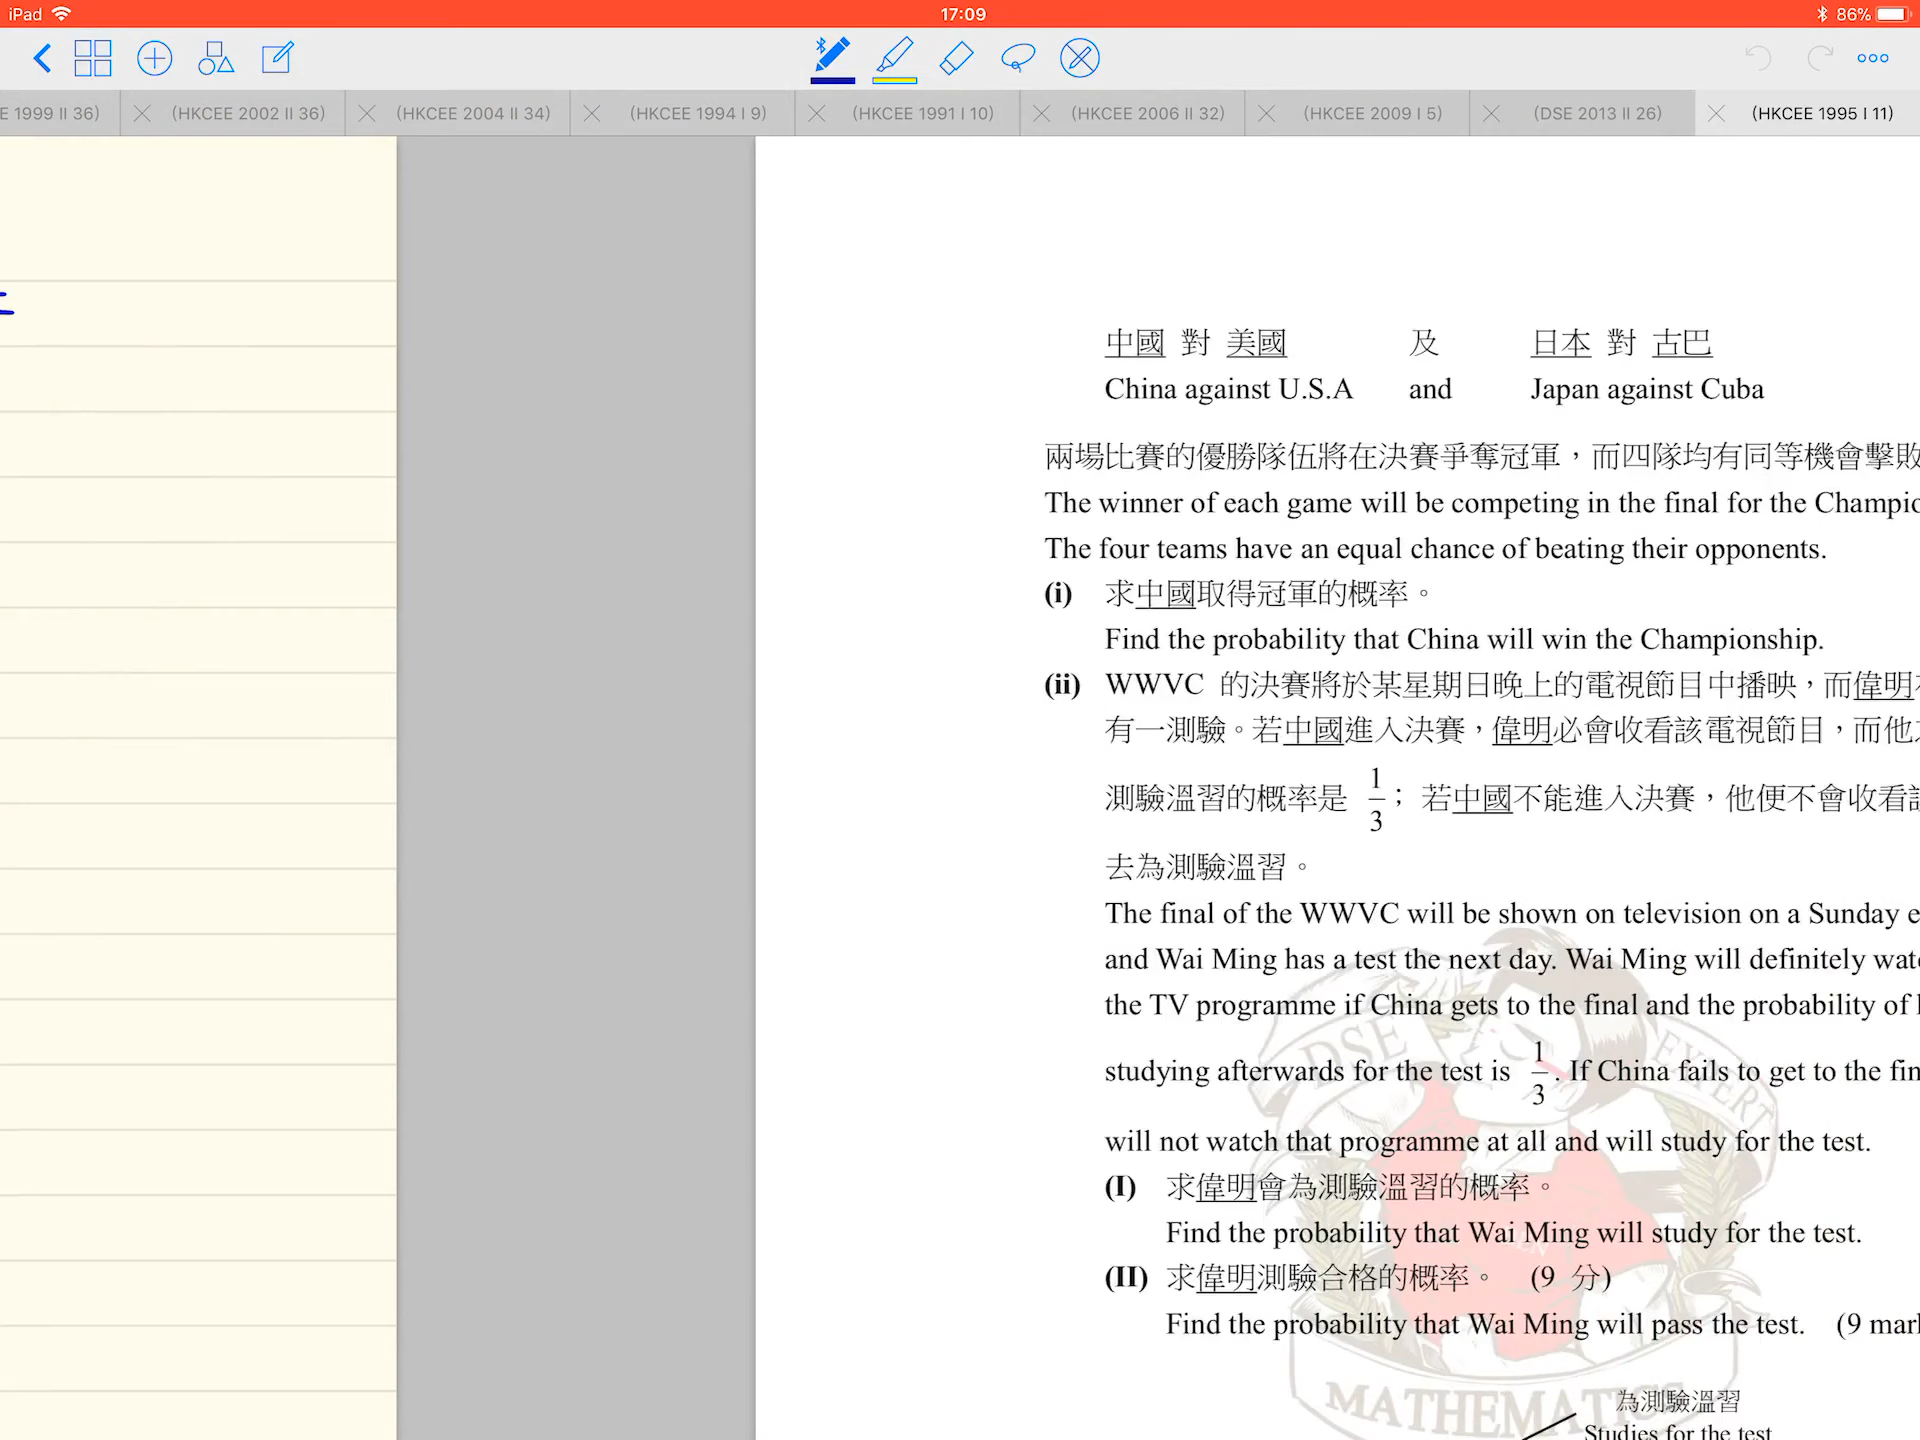 iPad 17:09 86%
E 1999 II 36) (HKCEE 2002 II 36) (HKCEE 2004 II 34) (HKCEE 1994 I 9) (HKCEE 1991 I 10) (HKCEE 2006 II 32) (HKCEE 2009 I 5) (DSE 2013 II 26) (HKCEE 1995 I 11)
中國 對 美國 及 日本 對 古巴
China against U.S.A and Japan against Cuba
兩場比賽的優勝隊伍將在決賽爭奪冠軍，而四隊均有同等機會擊敗
The winner of each game will be competing in the final for the Champio
The four teams have an equal chance of beating their opponents.
(i) 求中國取得冠軍的概率。
Find the probability that China will win the Championship.
(ii) WWVC 的決賽將於某星期日晚上的電視節目中播映，而偉明
有一測驗。若中國進入決賽，偉明必會收看該電視節目，而他
測驗溫習的概率是 1/3； 若中國不能進入決賽，他便不會收看
去為測驗溫習。
The final of the WWVC will be shown on television on a Sunday e
and Wai Ming has a test the next day. Wai Ming will definitely wat
the TV programme if China gets to the final and the probability of
studying afterwards for the test is 1/3. If China fails to get to the fin
will not watch that programme at all and will study for the test.
(I) 求偉明會為測驗溫習的概率。
Find the probability that Wai Ming will study for the test.
(II) 求偉明測驗合格的概率。 (9 分)
Find the probability that Wai Ming will pass the test. (9 mar
DSE EXPERT
MATHEMATICS
為測驗溫習
Studies for the test